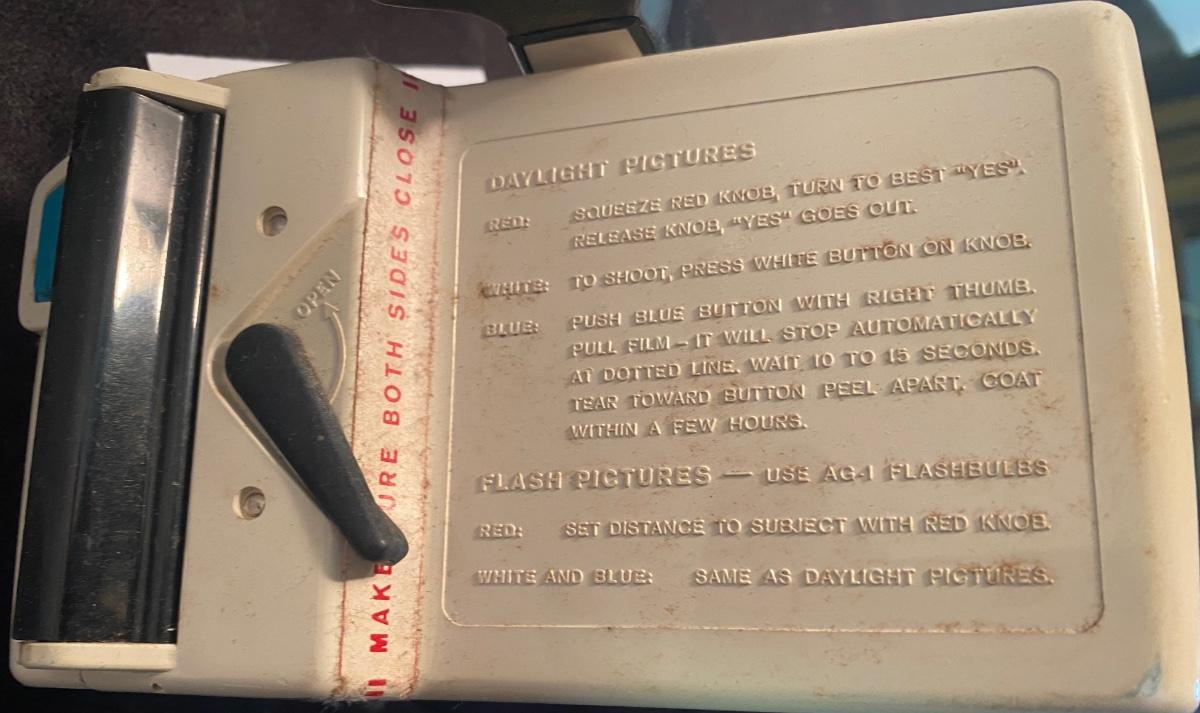 DAYLIGHT PICTURES
RED: SQUEEZE RED KNOB, TURN TO BEST "YES".
RELEASE KNOB, "YES" GOES OUT.
WHITE: TO SHOOT, PRESS WHITE BUTTON ON KNOB.
BLUE: PUSH BLUE BUTTON WITH RIGHT THUMB.
PULL FILM – IT WILL STOP AUTOMATICALLY
AT DOTTED LINE. WAIT 10 TO 15 SECONDS.
TEAR TOWARD BUTTON PEEL APART. COAT
WITHIN A FEW HOURS.
FLASH PICTURES — USE AG-1 FLASHBULBS
RED: SET DISTANCE TO SUBJECT WITH RED KNOB.
WHITE AND BLUE: SAME AS DAYLIGHT PICTURES.
OPEN
!! MAKE URE BOTH SIDES CLOSE !